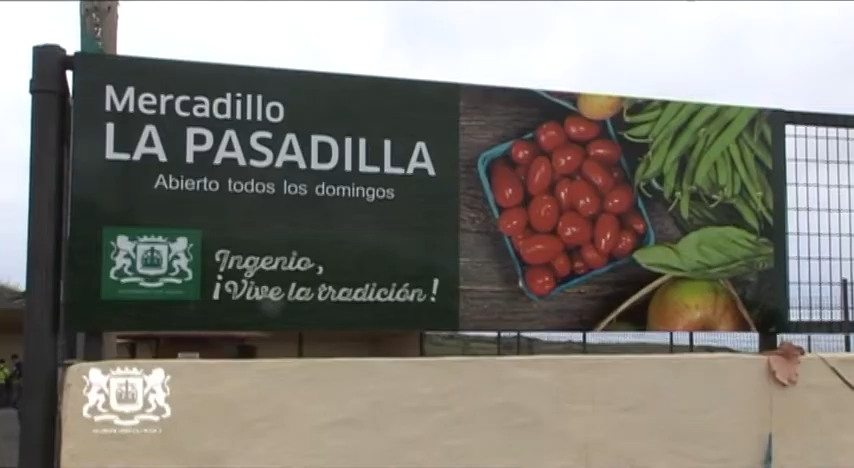 Mercadillo
LA PASADILLA
Abierto todos los domingos
Ingenio,
¡Vive la tradición!